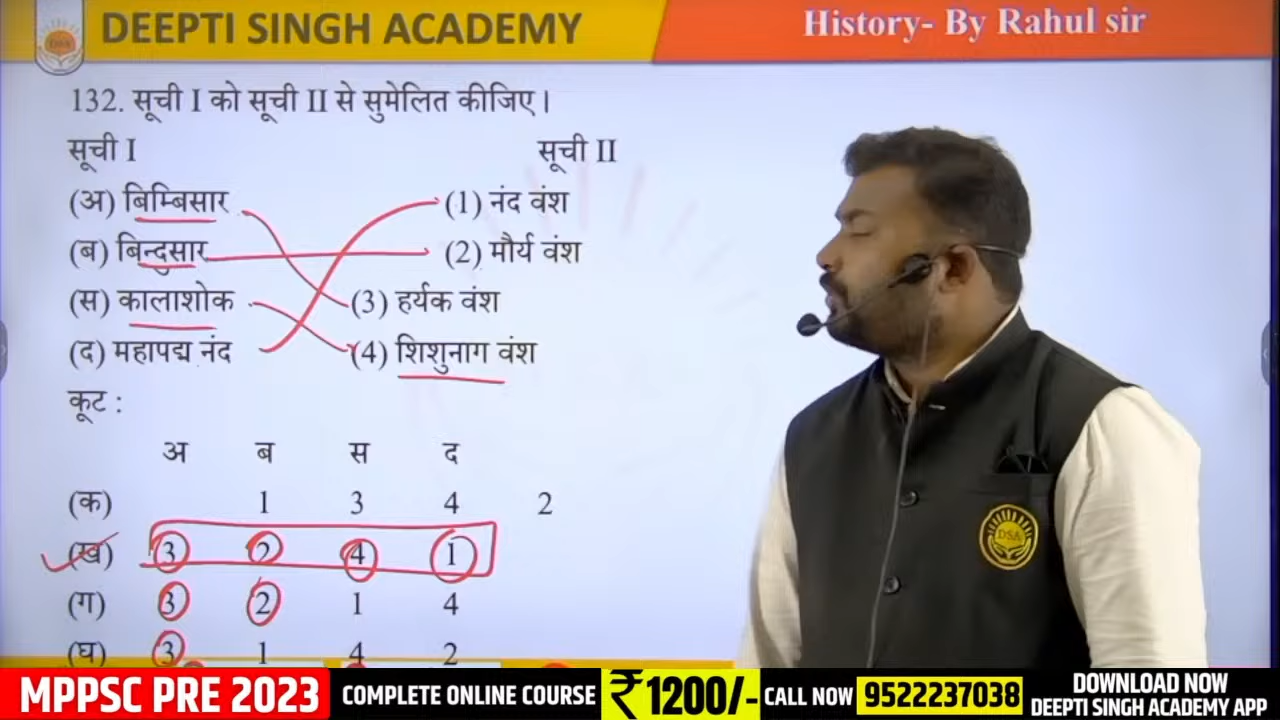 DSA
DEEPTI SINGH ACADEMY
History- By Rahul sir
132. सूची I को सूची II से सुमेलित कीजिए।
सूची I सूची II
(अ) बिम्बिसार (1) नंद वंश
(ब) बिन्दुसार (2) मौर्य वंश
(स) कालाशोक (3) हर्यक वंश
(द) महापद्म नंद (4) शिशुनाग वंश
कूट :
अ ब स द
(क) 1 3 4 2
(ख) 3 2 4 1
(ग) 3 2 1 4
(घ) 3 1 4 2
DSA
MPPSC PRE 2023
COMPLETE ONLINE COURSE
₹1200/-
CALL NOW
9522237038
DOWNLOAD NOW
DEEPTI SINGH ACADEMY APP